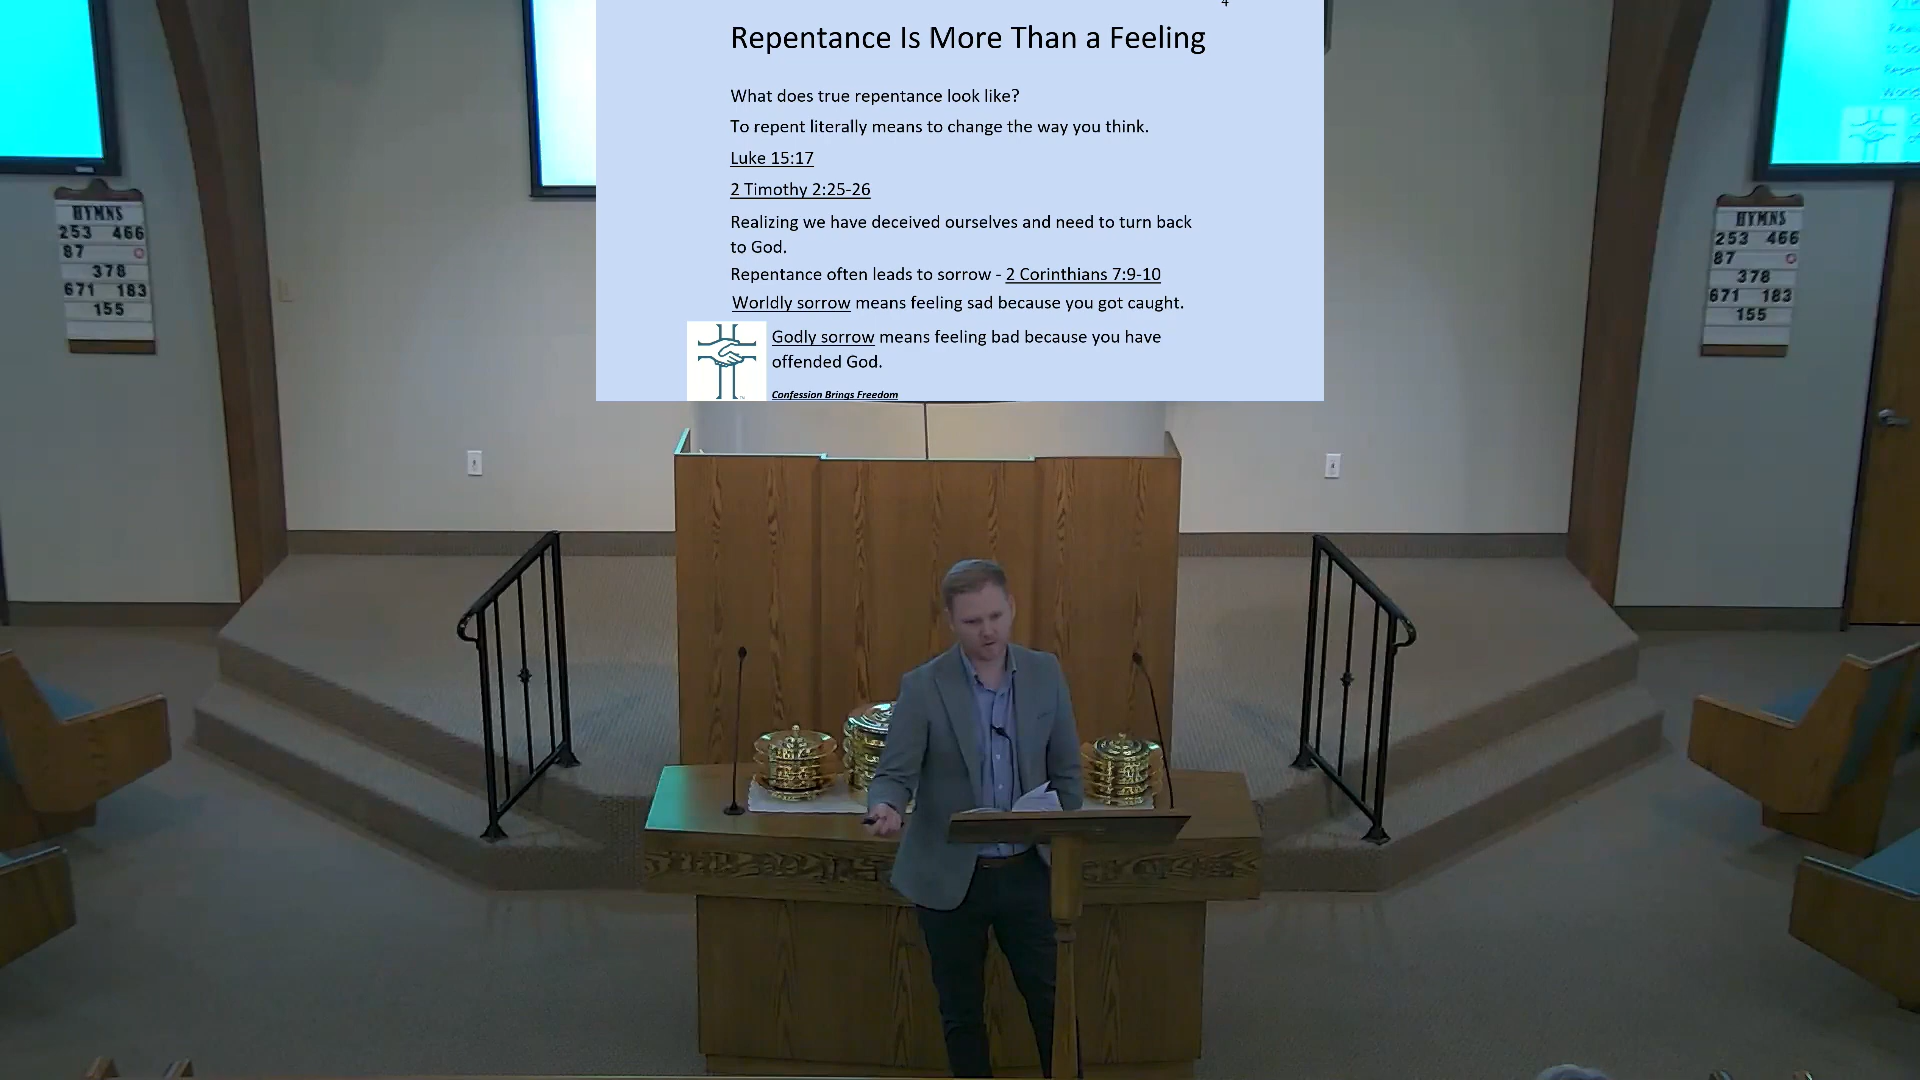 4
Repentance Is More Than a Feeling
What does true repentance look like?
To repent literally means to change the way you think.
Luke 15:17
2 Timothy 2:25-26
Realizing we have deceived ourselves and need to turn back
to God.
Repentance often leads to sorrow - 2 Corinthians 7:9-10
Worldly sorrow means feeling sad because you got caught.
Godly sorrow means feeling bad because you have
offended God.
Confession Brings Freedom
HYMNS
253 466
87
378
671 183
155
HYMNS
253 466
87
378
671 183
155